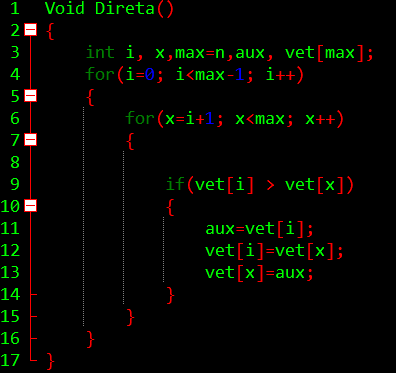 1 Void Direta()
2 {
3 int i, x,max=n,aux, vet[max];
4 for(i=0; i<max-1; i++)
5 {
6 for(x=i+1; x<max; x++)
7 {
8
9 if(vet[i] > vet[x])
10 {
11 aux=vet[i];
12 vet[i]=vet[x];
13 vet[x]=aux;
14 }
15 }
16 }
17 }